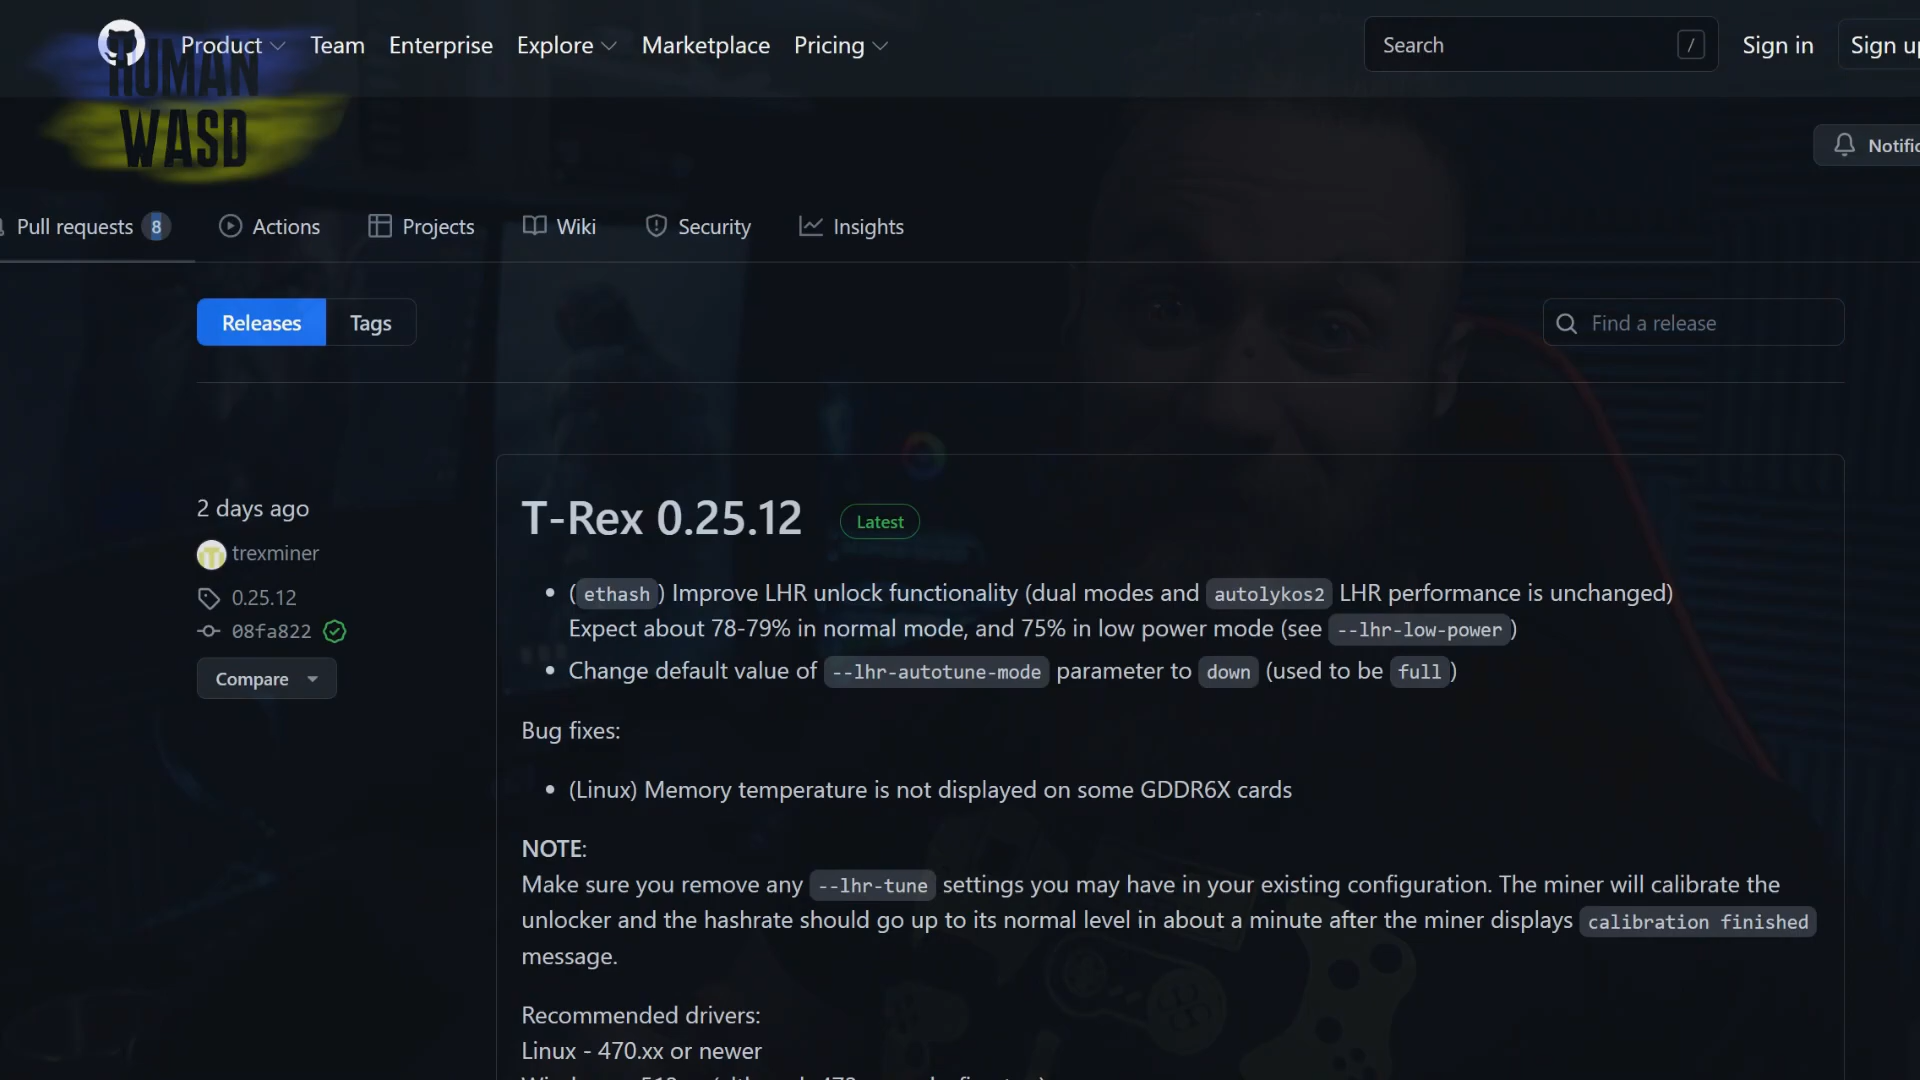 Product Team Enterprise Explore Marketplace Pricing Search / Sign in Sign up
HUMAN
WASD
Notific
Pull requests 8 Actions Projects Wiki Security Insights
Releases Tags Find a release
2 days ago
trexminer
0.25.12
08fa822
Compare
T-Rex 0.25.12 Latest
(ethash) Improve LHR unlock functionality (dual modes and autolykos2 LHR performance is unchanged)
Expect about 78-79% in normal mode, and 75% in low power mode (see --lhr-low-power)
Change default value of --lhr-autotune-mode parameter to down (used to be full)
Bug fixes:
(Linux) Memory temperature is not displayed on some GDDR6X cards
NOTE:
Make sure you remove any --lhr-tune settings you may have in your existing configuration. The miner will calibrate the
unlocker and the hashrate should go up to its normal level in about a minute after the miner displays calibration finished
message.
Recommended drivers:
Linux - 470.xx or newer